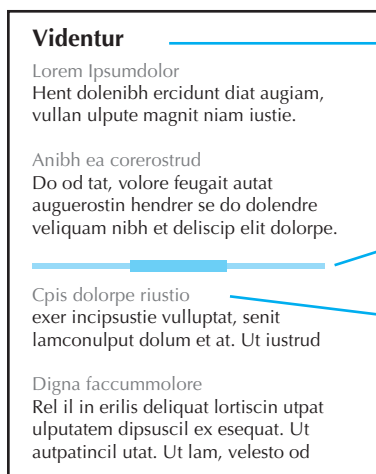 Videntur
Lorem Ipsumdolor
Hent dolenibh ercidunt diat augiam,
vullan ulpute magnit niam iustie.
Anibh ea corerostrud
Do od tat, volore feugait autat
auguerostin hendrer se do dolendre
veliquam nibh et deliscip elit dolorpe.
Cpis dolorpe riustio
exer incipsustie vulluptat, senit
lamconulput dolum et at. Ut iustrud
Digna faccummolore
Rel il in erilis deliquat lortiscin utpat
ulputatem dipsuscil ex esequat. Ut
autpatincil utat. Ut lam, velesto od